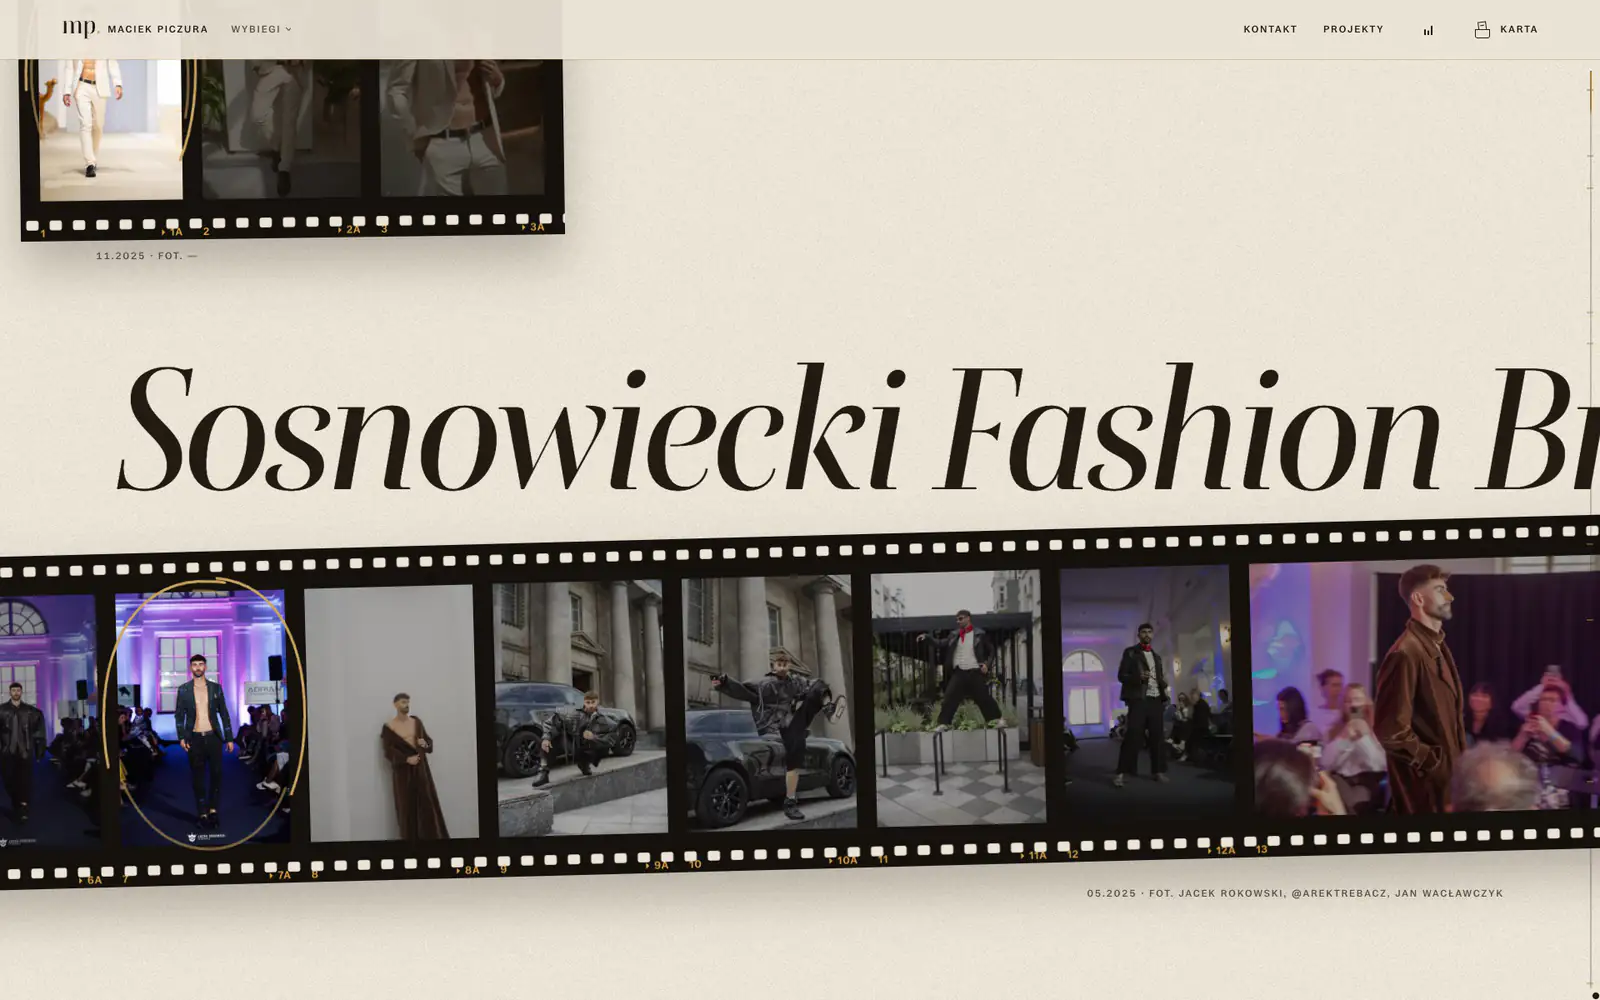 mp. MACIEK PICZURA WYBIEGI
KONTAKT PROJEKTY KARTA
1 1A 2 2A 3 3A
11.2025 · FOT. —
Sosnowiecki Fashion
6A 7 7A 8 8A 9 9A 10 10A 11 11A 12 12A 13
05.2025 · FOT. JACEK ROKOWSKI, @AREKTREBACZ, JAN WACŁAWCZYK